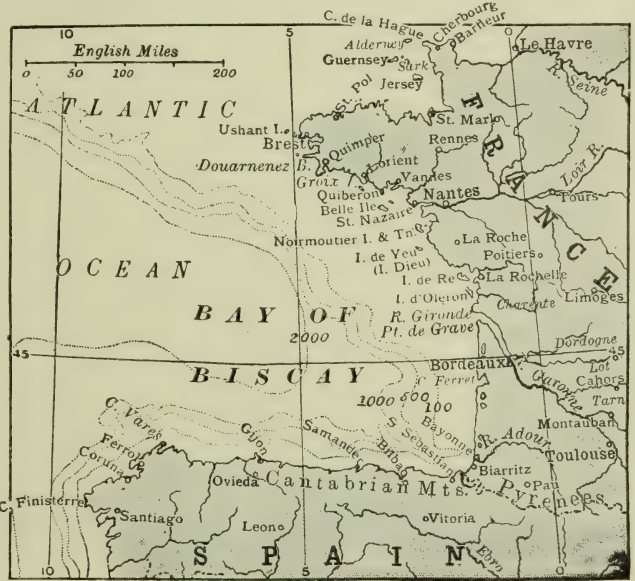 10
5
0
C. de la Hague
Cherbourg
Barfleur
Alderney
Guernsey
Sark
Jersey
Le Havre
R. Seine
English Miles
0 50 100 200
ATLANTIC
OCEAN
BAY OF
BISCAY
FRANCE
St. Pol
St. Marlo
Ushant I.
Brest
Rennes
Quimper
Douarnenez B.
Lorient
Groix
Vandes
Quiberon
Belle Ile
Nantes
St. Nazaire
Loir R.
Tours
Noirmoutier I. & Tn.
La Roche
I. de Yeu
(I. Dieu)
Poitiers
I. de Re
La Rochelle
I. d'Oleron
Limoges
Charente
R. Gironde
Pt. de Grave
2000
45
45
Dordogne
Bordeaux
Lot
Cahors
C. Ferret
Garonne
Tarn
1000 600
100
Montauban
Toulouse
C. Vares
Ferrol
Coruna
Gijon
Santander
Bilbao
S. Sebastian
Bayonne
R. Adour
Biarritz
Pau
Pyrenees
Ovieda
Cantabrian Mts.
C. Finisterre
Santiago
Leon
Vitoria
Ebro
SPAIN
10
5
0